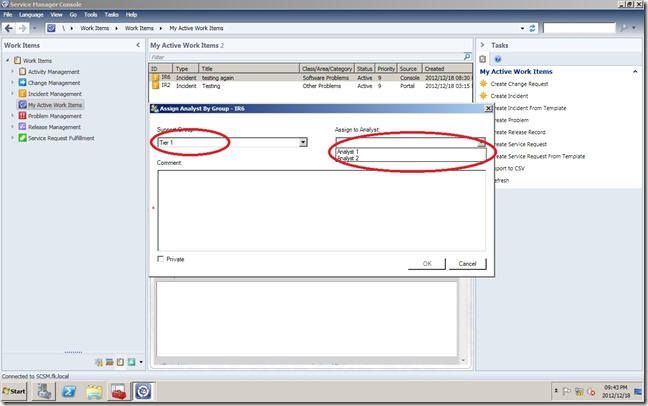 Service Manager Console
File Language View Go Tools Tasks Help
\ Work Items Work Items My Active Work Items
Work Items
Work Items
Activity Management
Change Management
Incident Management
My Active Work Items
Problem Management
Release Management
Service Request Fulfillment
My Active Work Items 2
Filter
ID Type Title Class/Area/Category Status Priority Source Created
IR6 Incident testing again Software Problems Active 9 Console 2012/12/18 08:30
IR2 Incident Testing Other Problems Active 9 Portal 2012/12/18 03:15
Assign Analyst By Group - IR6
Support Group:
Tier 1
Assign to Analyst:
Analyst 1
Analyst 2
Comment:
*
Private
OK Cancel
Tasks
My Active Work Items
Create Change Request
Create Incident
Create Incident From Template
Create Problem
Create Release Record
Create Service Request
Create Service Request From Template
Export to CSV
Refresh
Connected to SCSM.fk.local
Start
09:43 PM
2012/12/18